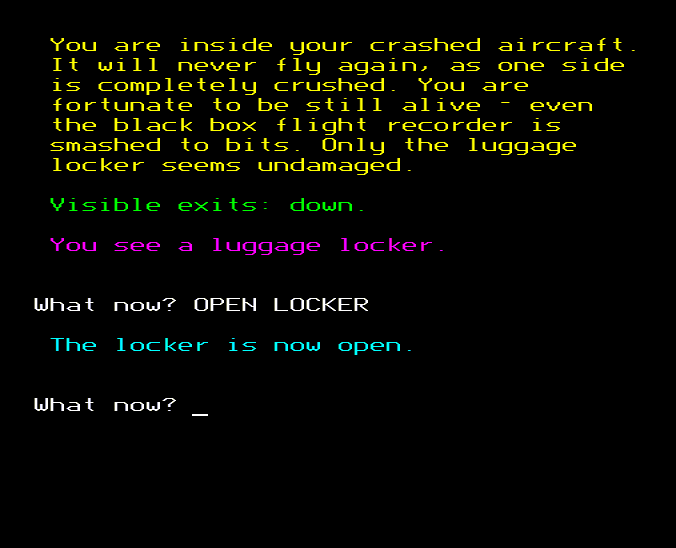 You are inside your crashed aircraft.
It will never fly again, as one side
is completely crushed. You are
fortunate to be still alive - even
the black box flight recorder is
smashed to bits. Only the luggage
locker seems undamaged.
Visible exits: down.
You see a luggage locker.
What now? OPEN LOCKER
The locker is now open.
What now? _